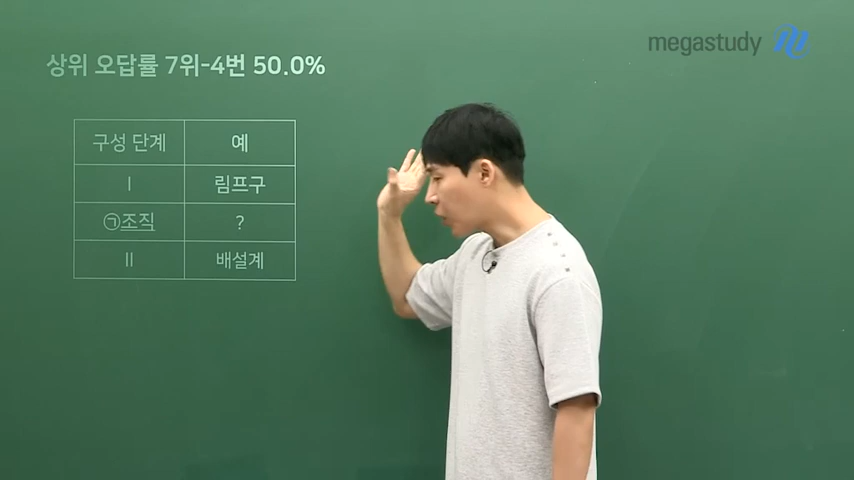 megastudy
상위 오답률 7위-4번 50.0%
구성 단계 예
Ⅰ 림프구
㉠조직 ?
Ⅱ 배설계